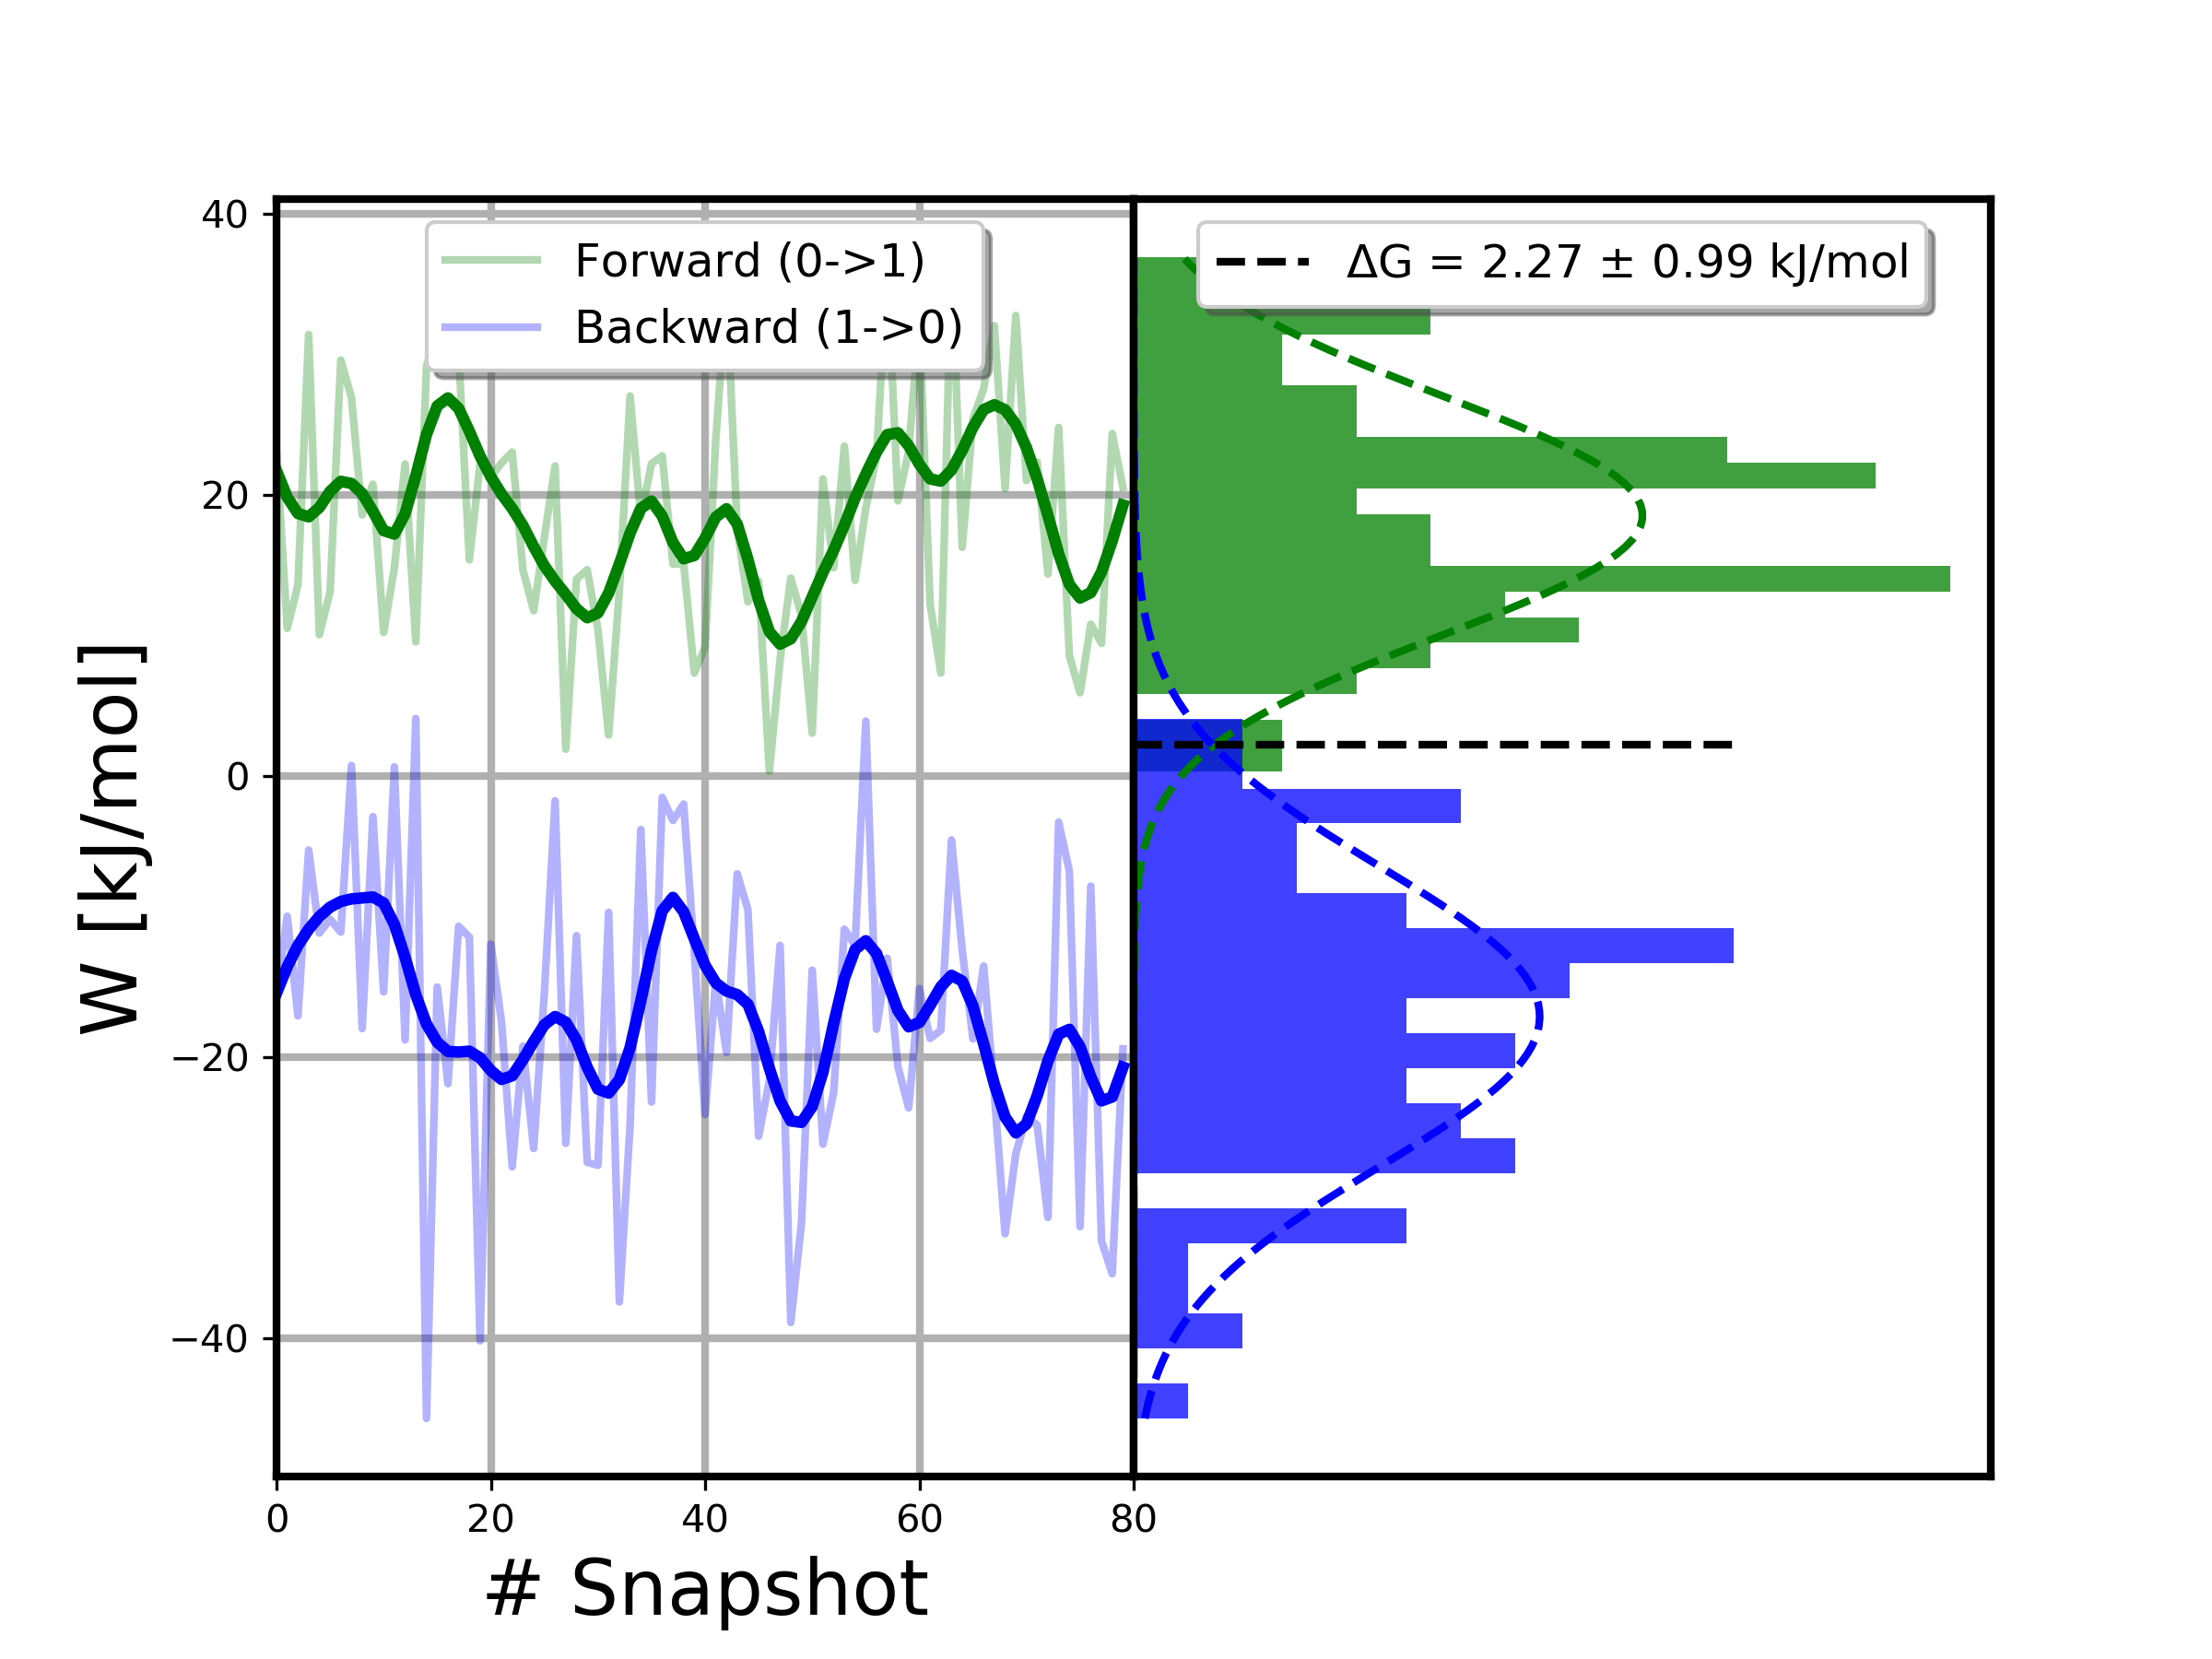 W [kJ/mol]
40
20
0
−20
−40
Forward (0->1)
Backward (1->0)
ΔG = 2.27 ± 0.99 kJ/mol
0
20
40
60
80
# Snapshot